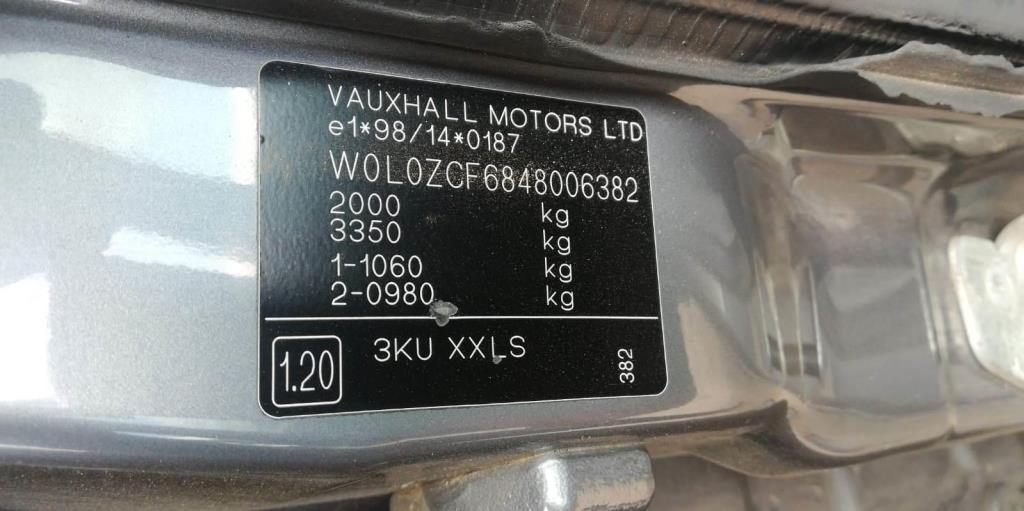 VAUXHALL MOTORS LTD
e1*98/14*0187
W0L0ZCF6848006382
2000 kg
3350 kg
1-1060 kg
2-0980 kg
1.20 3KU XXLS 382